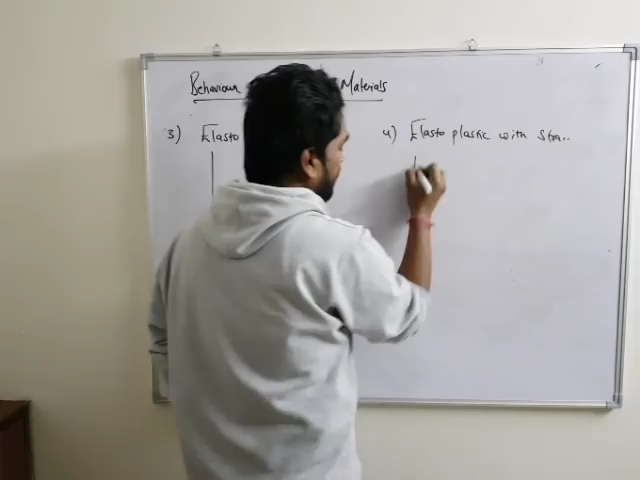 Behaviour Materials
3) Elasto
4) Elasto plastic with Stra..